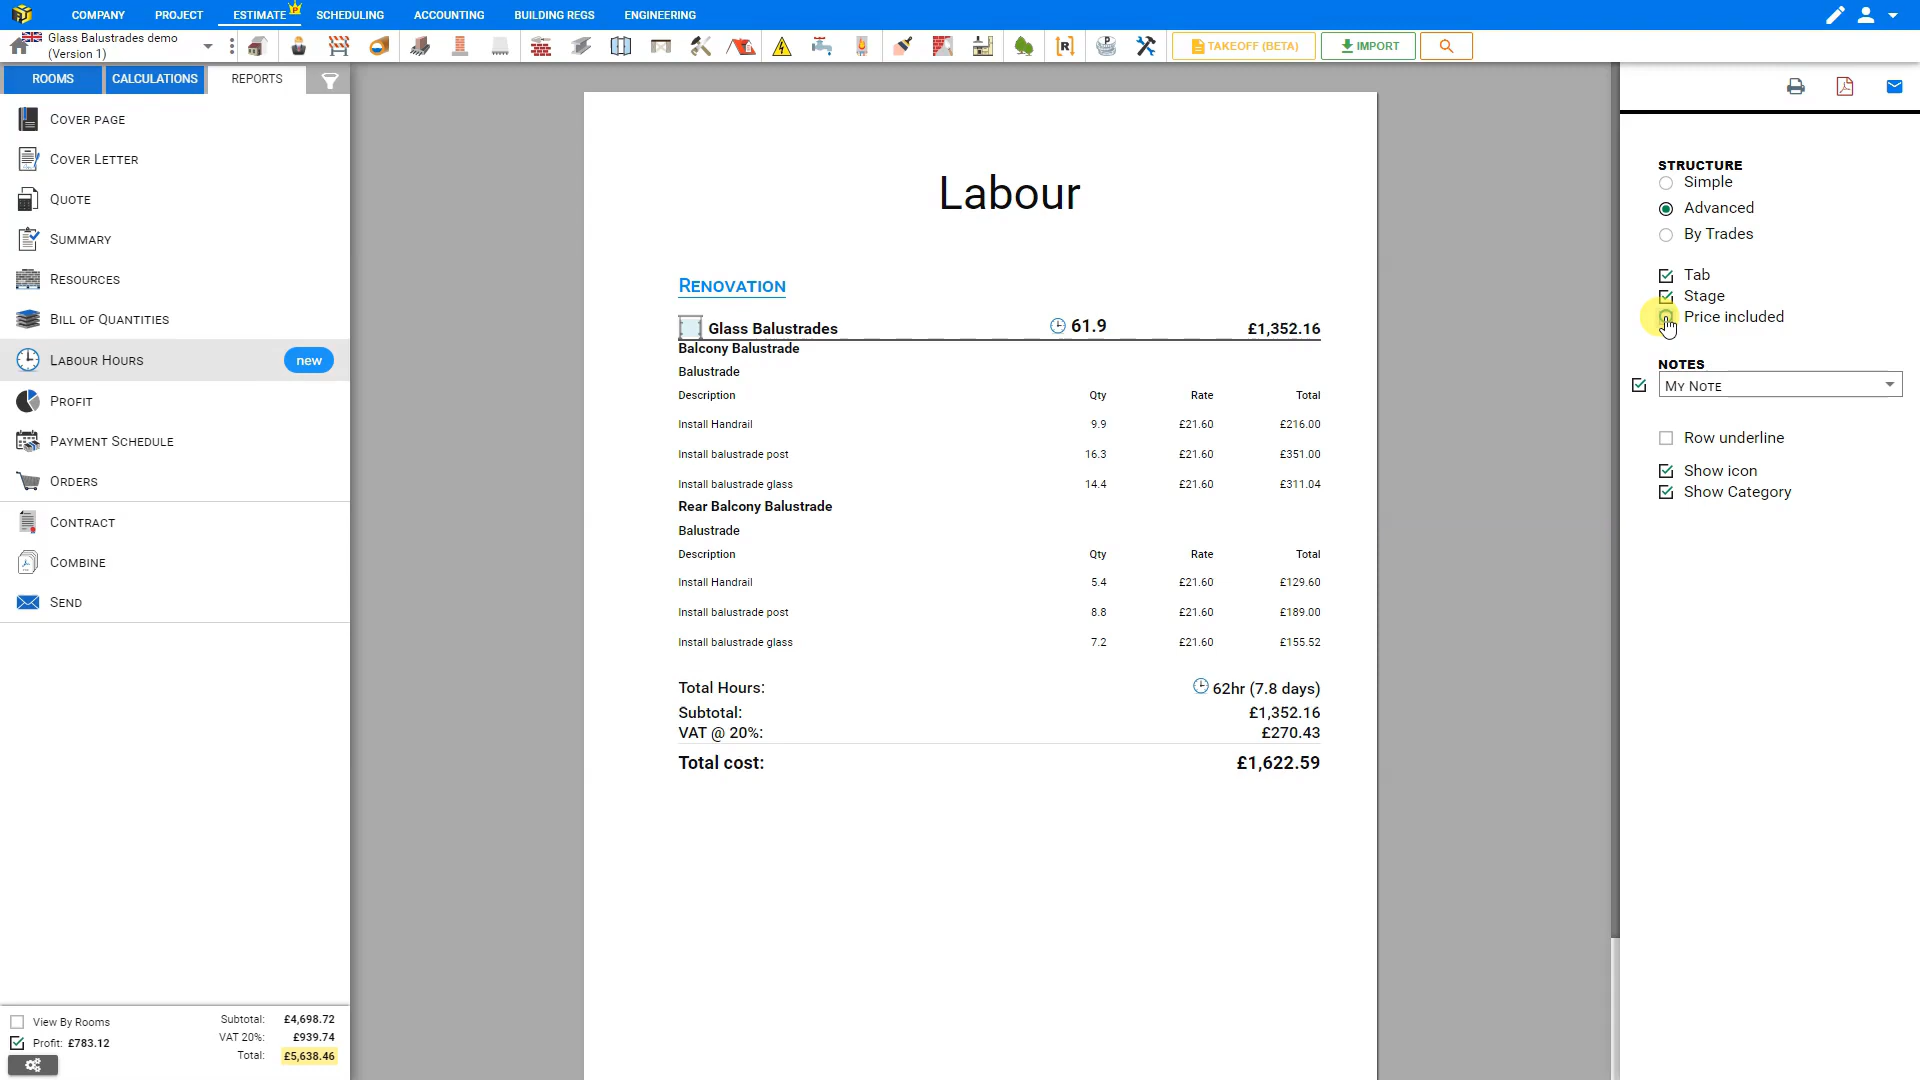 COMPANY PROJECT ESTIMATE SCHEDULING ACCOUNTING BUILDING REGS ENGINEERING
Glass Balustrades demo
(Version 1)
TAKEOFF (BETA) IMPORT
ROOMS CALCULATIONS REPORTS
COVER PAGE
COVER LETTER
QUOTE
SUMMARY
RESOURCES
BILL OF QUANTITIES
LABOUR HOURS new
PROFIT
PAYMENT SCHEDULE
ORDERS
CONTRACT
COMBINE
SEND
View By Rooms
Profit: £783.12
Subtotal: £4,698.72
VAT 20%: £939.74
Total: £5,638.46
Labour
RENOVATION
Glass Balustrades 61.9 £1,352.16
Balcony Balustrade
Balustrade
Description Qty Rate Total
Install Handrail 9.9 £21.60 £216.00
Install balustrade post 16.3 £21.60 £351.00
Install balustrade glass 14.4 £21.60 £311.04
Rear Balcony Balustrade
Balustrade
Description Qty Rate Total
Install Handrail 5.4 £21.60 £129.60
Install balustrade post 8.8 £21.60 £189.00
Install balustrade glass 7.2 £21.60 £155.52
Total Hours: 62hr (7.8 days)
Subtotal: £1,352.16
VAT @ 20%: £270.43
Total cost: £1,622.59
STRUCTURE
Simple
Advanced
By Trades
Tab
Stage
Price included
NOTES
MY NOTE
Row underline
Show icon
Show Category